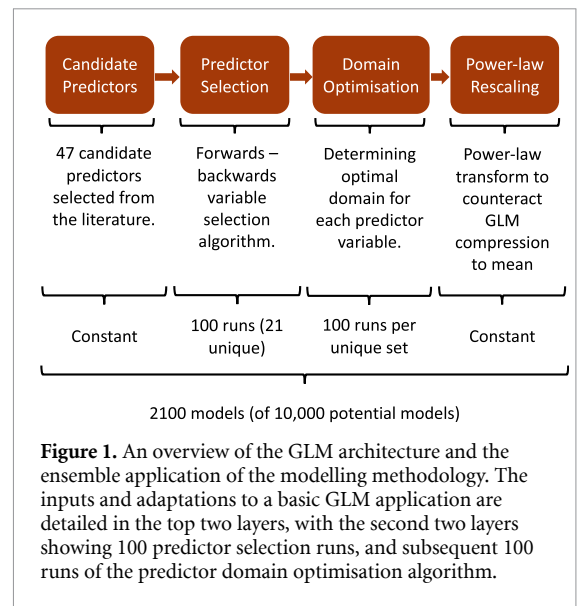 Candidate Predictors
Predictor Selection
Domain Optimisation
Power-law Rescaling
47 candidate predictors selected from the literature.
Forwards – backwards variable selection algorithm.
Determining optimal domain for each predictor variable.
Power-law transform to counteract GLM compression to mean
Constant
100 runs (21 unique)
100 runs per unique set
Constant
2100 models (of 10,000 potential models)
Figure 1. An overview of the GLM architecture and the
ensemble application of the modelling methodology. The
inputs and adaptations to a basic GLM application are
detailed in the top two layers, with the second two layers
showing 100 predictor selection runs, and subsequent 100
runs of the predictor domain optimisation algorithm.